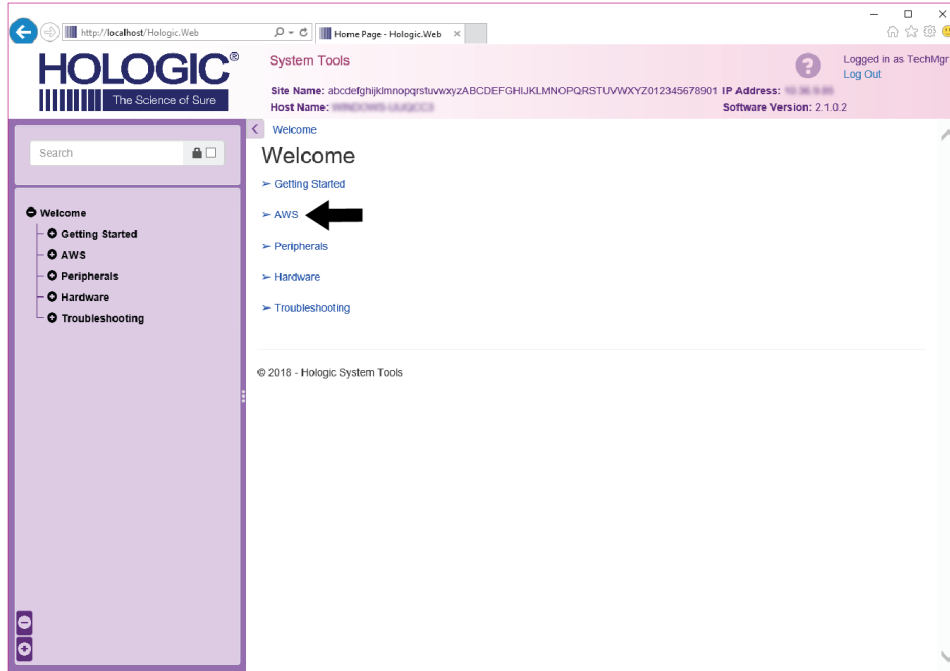 http://localhost/Hologic.Web
Home Page - Hologic.Web
HOLOGIC®
The Science of Sure
System Tools
Logged in as TechMgr
Log Out
Site Name: abcdefghijklmnopqrstuvwxyzABCDEFGHIJKLMNOPQRSTUVWXYZ012345678901 IP Address:
Host Name:
Software Version: 2.1.0.2
Search
Welcome
Getting Started
AWS
Peripherals
Hardware
Troubleshooting
Welcome
Welcome
➢ Getting Started
➢ AWS
➢ Peripherals
➢ Hardware
➢ Troubleshooting
© 2018 - Hologic System Tools